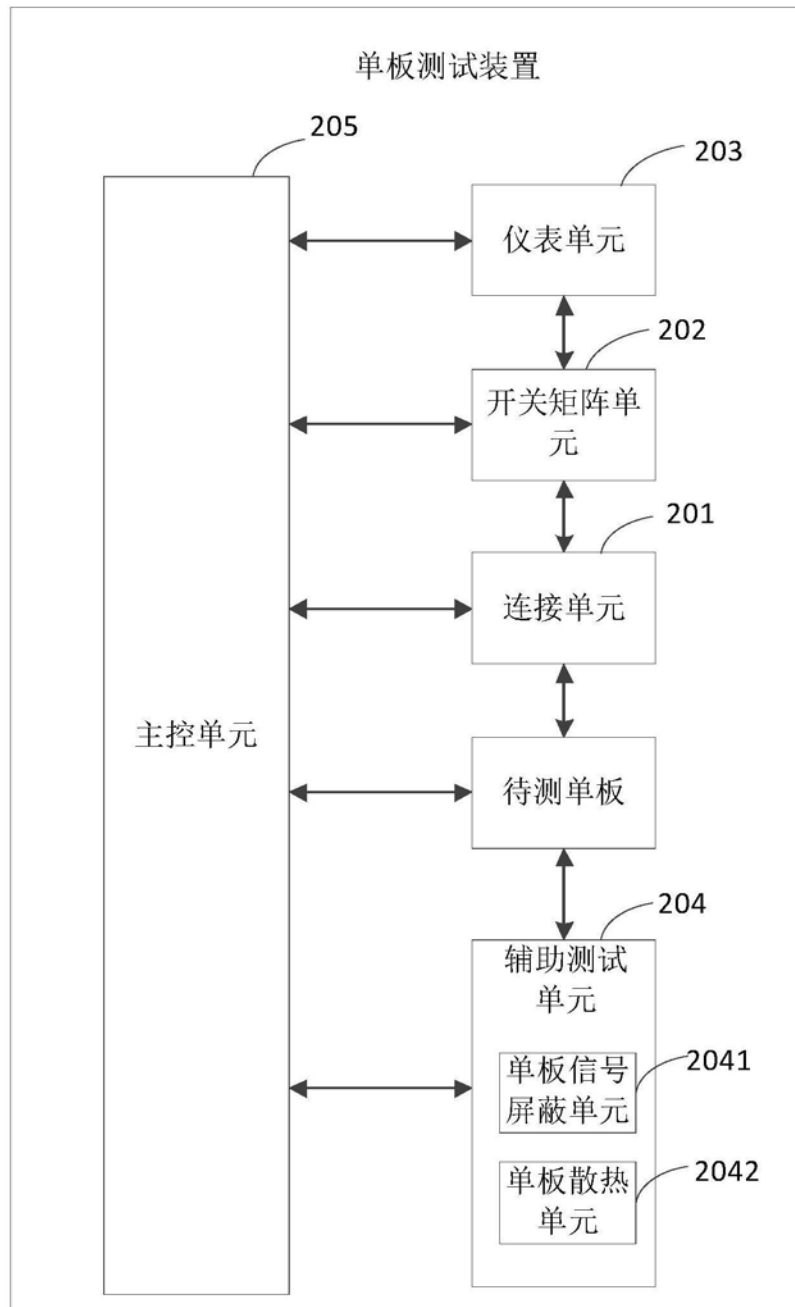 单板测试装置
205
203
仪表单元
202
开关矩阵单
元
201
连接单元
主控单元
待测单板
204
辅助测试
单元
2041
单板信号
屏蔽单元
2042
单板散热
单元